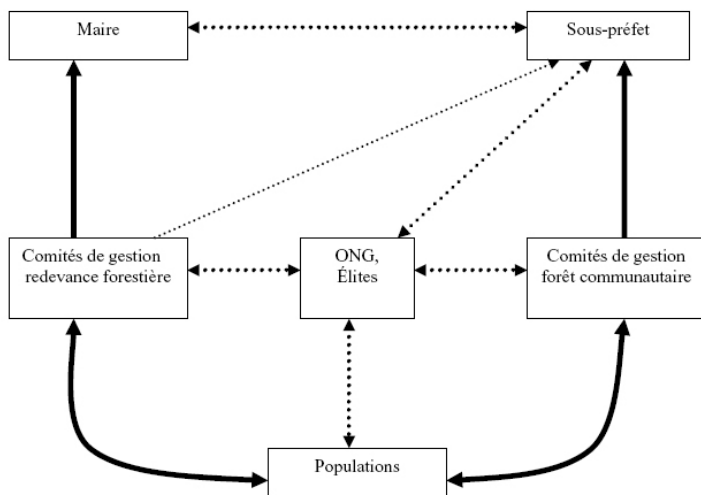 Maire
Sous-préfet
Comités de gestion
redevance forestière
ONG,
Élites
Comités de gestion
forêt communautaire
Populations